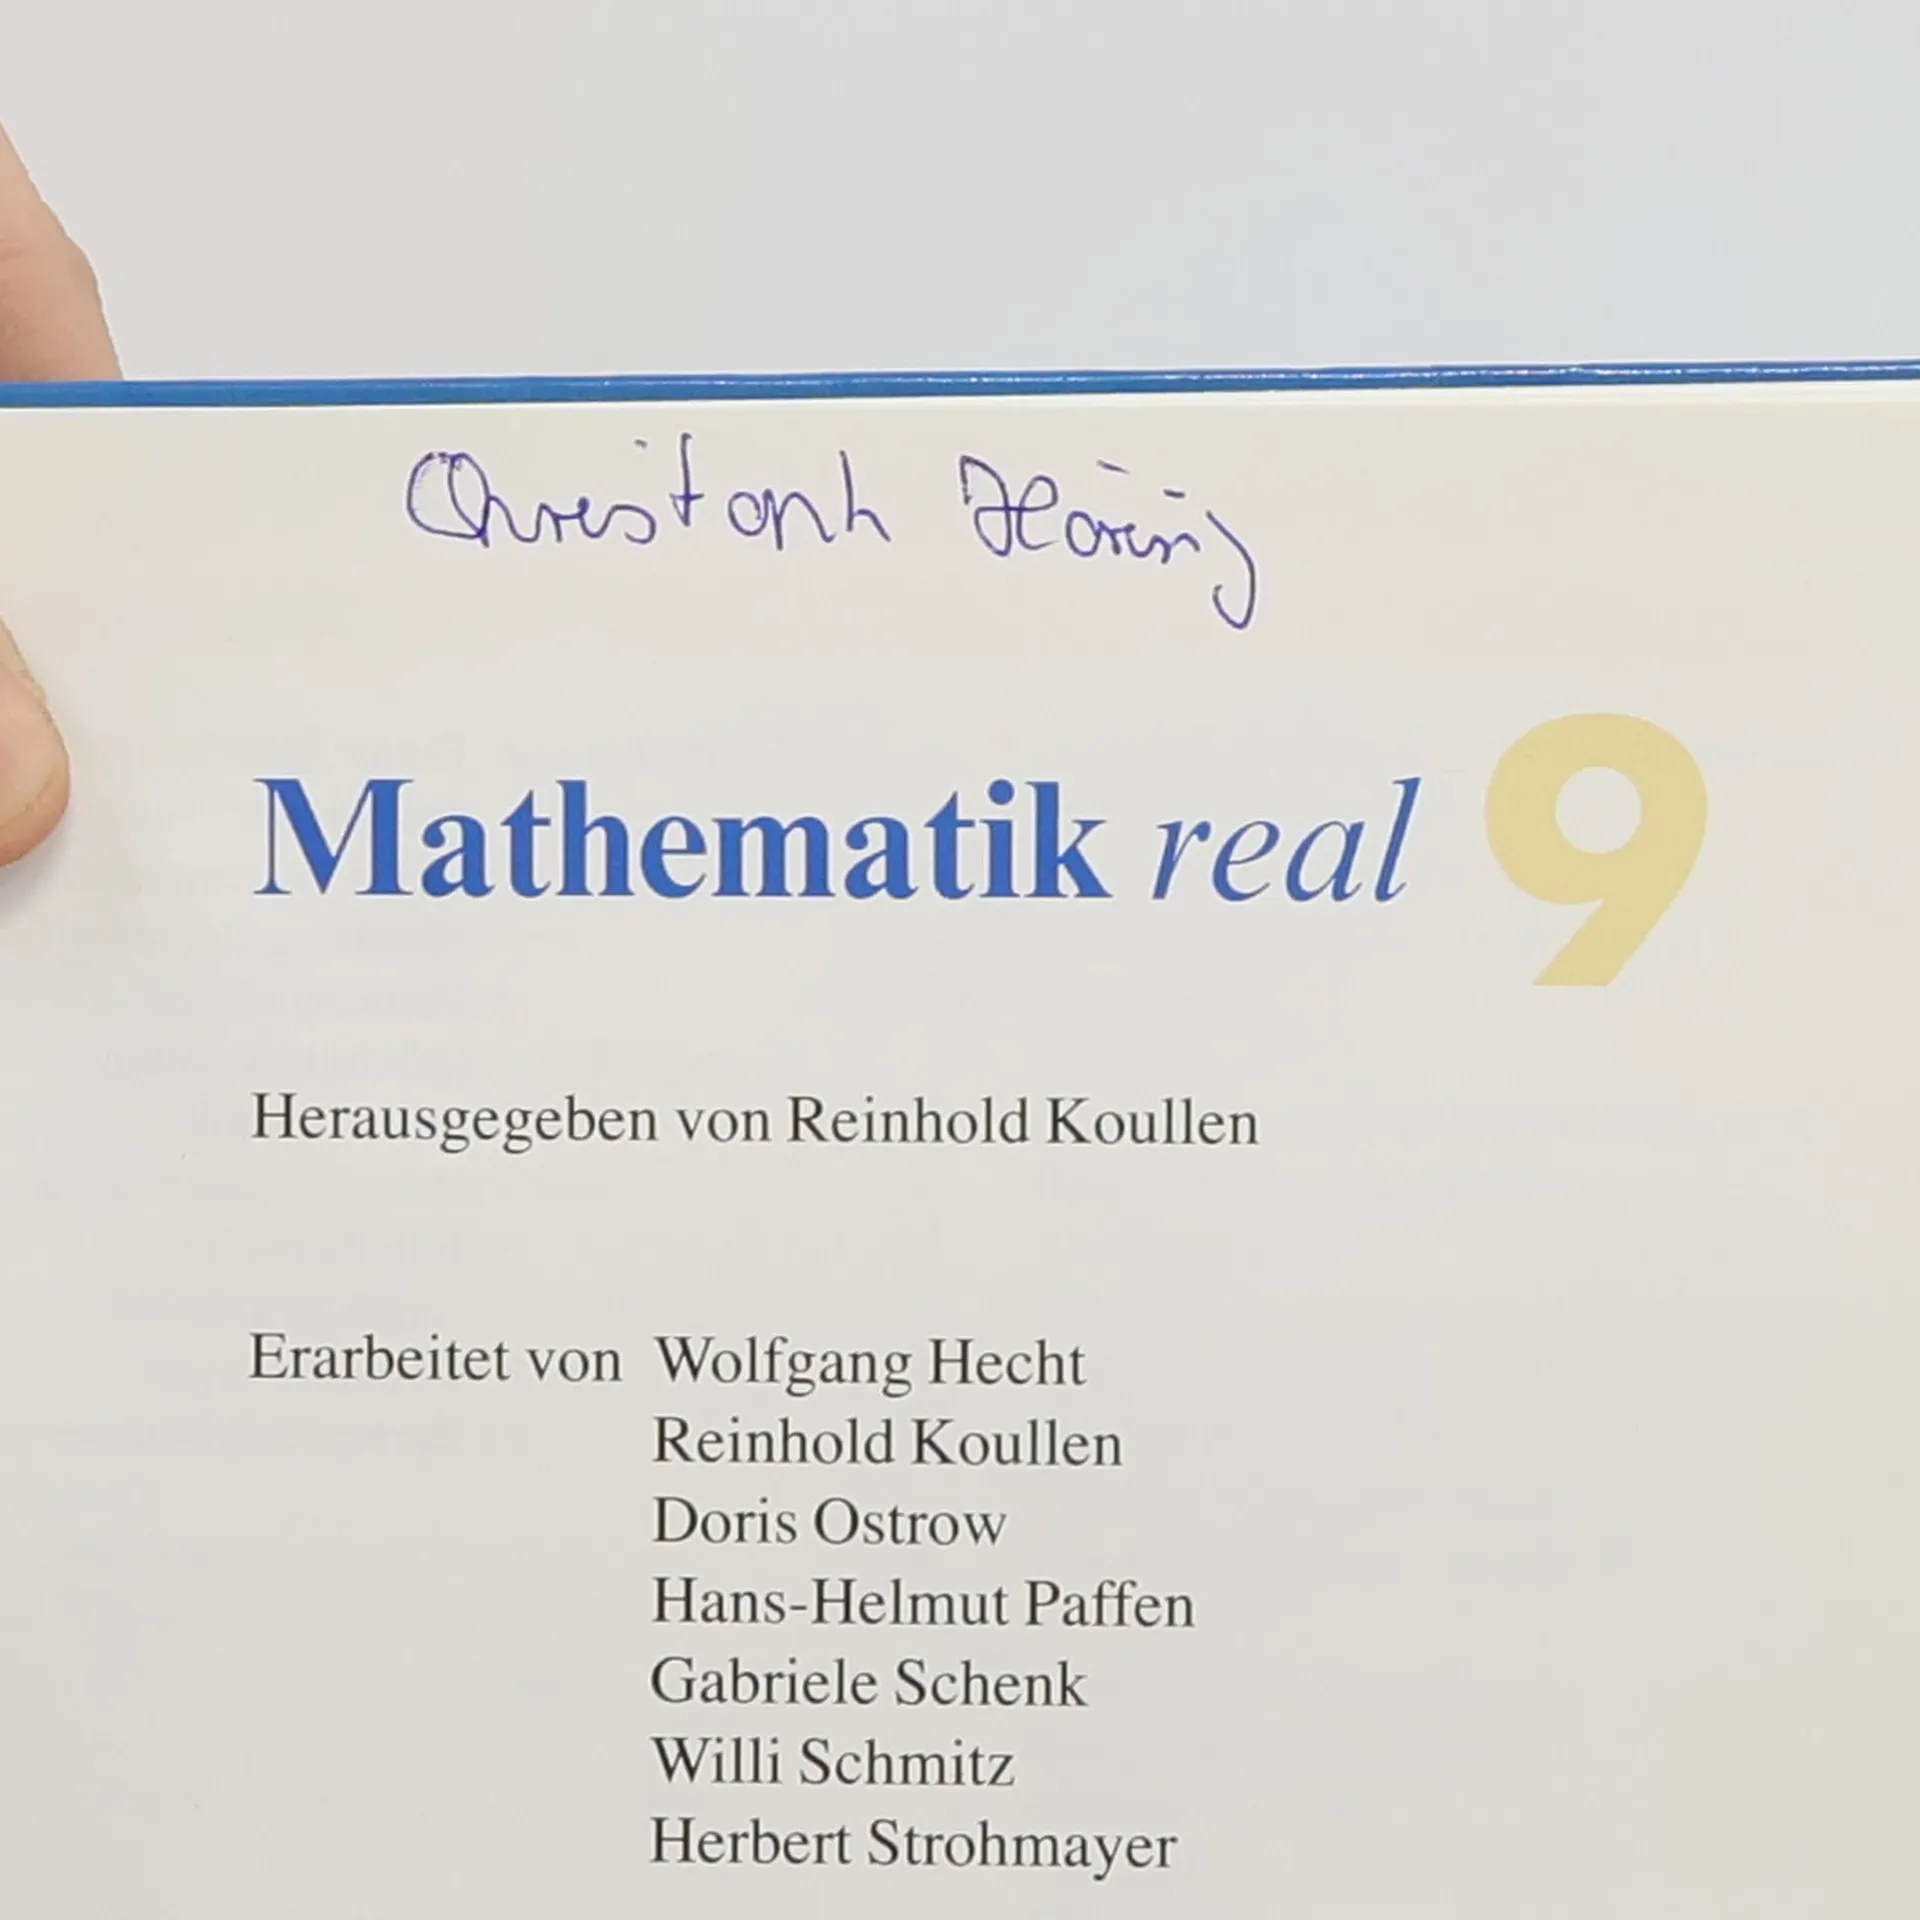 Christoph Höring
Mathematik real 9
Herausgegeben von Reinhold Koullen
Erarbeitet von Wolfgang Hecht
Reinhold Koullen
Doris Ostrow
Hans-Helmut Paffen
Gabriele Schenk
Willi Schmitz
Herbert Strohmayer